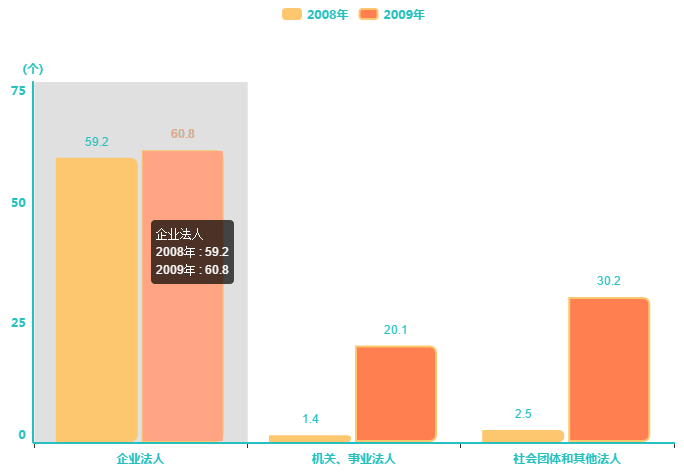 2008年 2009年
(个)
75
59.2 60.8
50
企业法人
2008年 : 59.2
2009年 : 60.8
30.2
25
20.1
1.4 2.5
0
企业法人 机关、事业法人 社会团体和其他法人